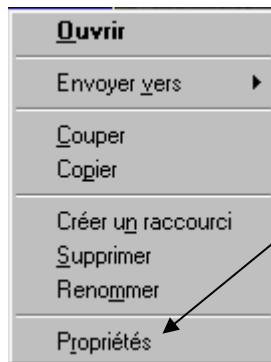 Ouvrir
Envoyer vers
Couper
Copier
Créer un raccourci
Supprimer
Renommer
Propriétés